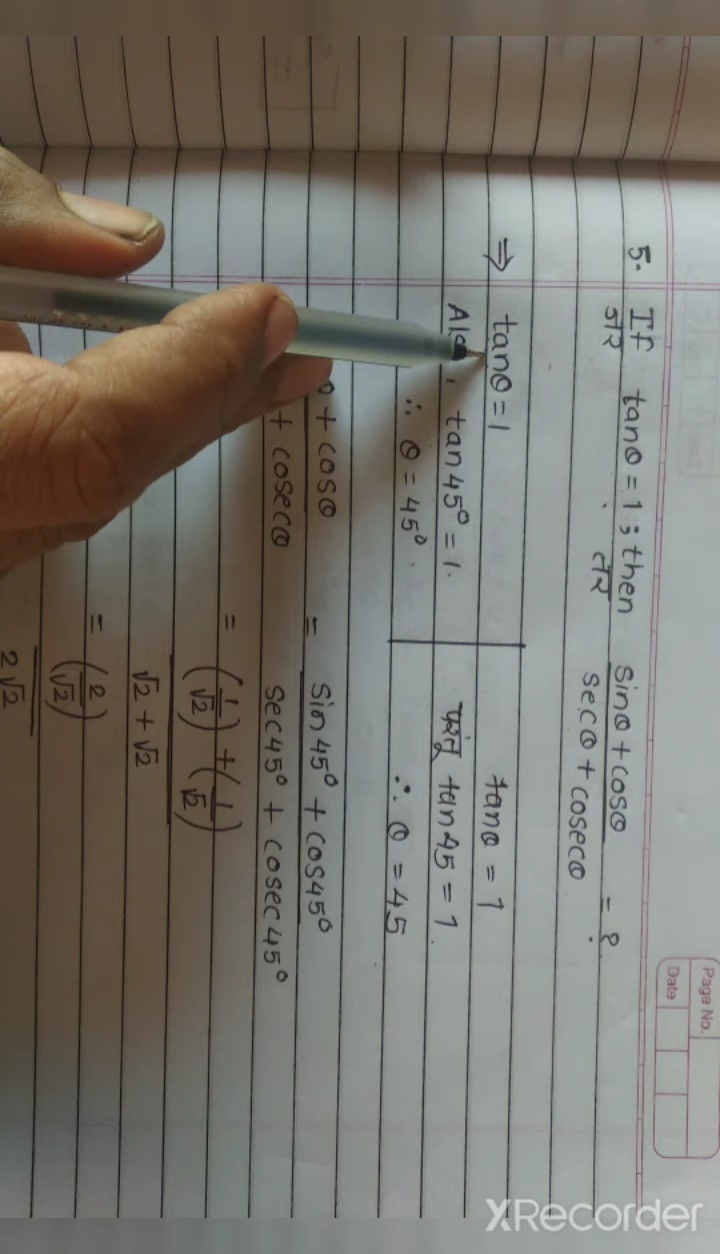 Page No.
Date
5. If tanθ = 1 ; then sinθ + cosθ = ?
जर तर secθ + cosecθ
⇒ tanθ = 1 tanθ = 1
tan45° = 1. परंतु tan45 = 1.
∴ θ = 45°. ∴ θ = 45
+ cosθ = sin45° + cos45°
+ cosecθ sec45° + cosec45°
= (1/√2) + (1/√2)
√2 + √2
= (2/√2)
2√2
XRecorder